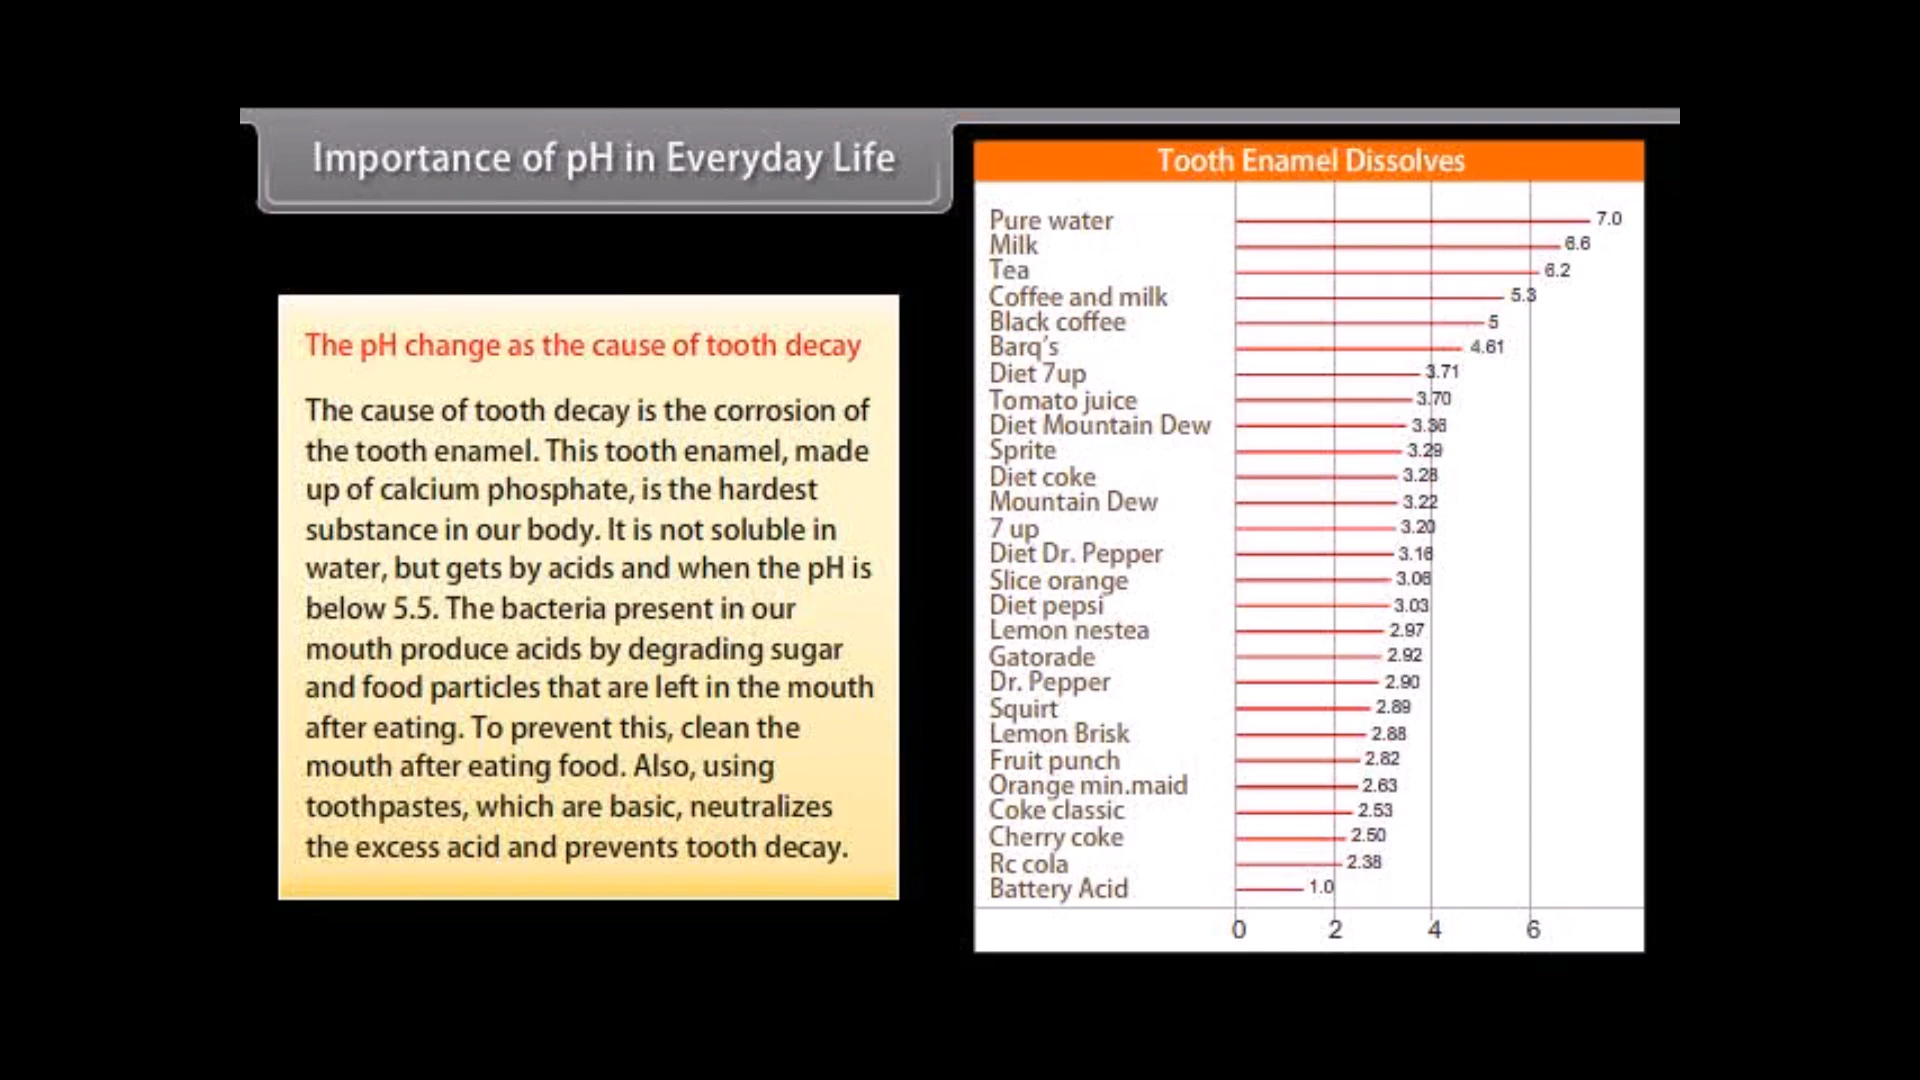 Importance of pH in Everyday Life
The pH change as the cause of tooth decay
The cause of tooth decay is the corrosion of
the tooth enamel. This tooth enamel, made
up of calcium phosphate, is the hardest
substance in our body. It is not soluble in
water, but gets by acids and when the pH is
below 5.5. The bacteria present in our
mouth produce acids by degrading sugar
and food particles that are left in the mouth
after eating. To prevent this, clean the
mouth after eating food. Also, using
toothpastes, which are basic, neutralizes
the excess acid and prevents tooth decay.
Tooth Enamel Dissolves
Pure water 7.0
Milk 6.6
Tea 6.2
Coffee and milk 5.3
Black coffee 5
Barq's 4.61
Diet 7up 3.71
Tomato juice 3.70
Diet Mountain Dew 3.36
Sprite 3.29
Diet coke 3.28
Mountain Dew 3.22
7 up 3.20
Diet Dr. Pepper 3.16
Slice orange 3.06
Diet pepsi 3.03
Lemon nestea 2.97
Gatorade 2.92
Dr. Pepper 2.90
Squirt 2.89
Lemon Brisk 2.88
Fruit punch 2.82
Orange min.maid 2.63
Coke classic 2.53
Cherry coke 2.50
Rc cola 2.38
Battery Acid 1.0
0 2 4 6